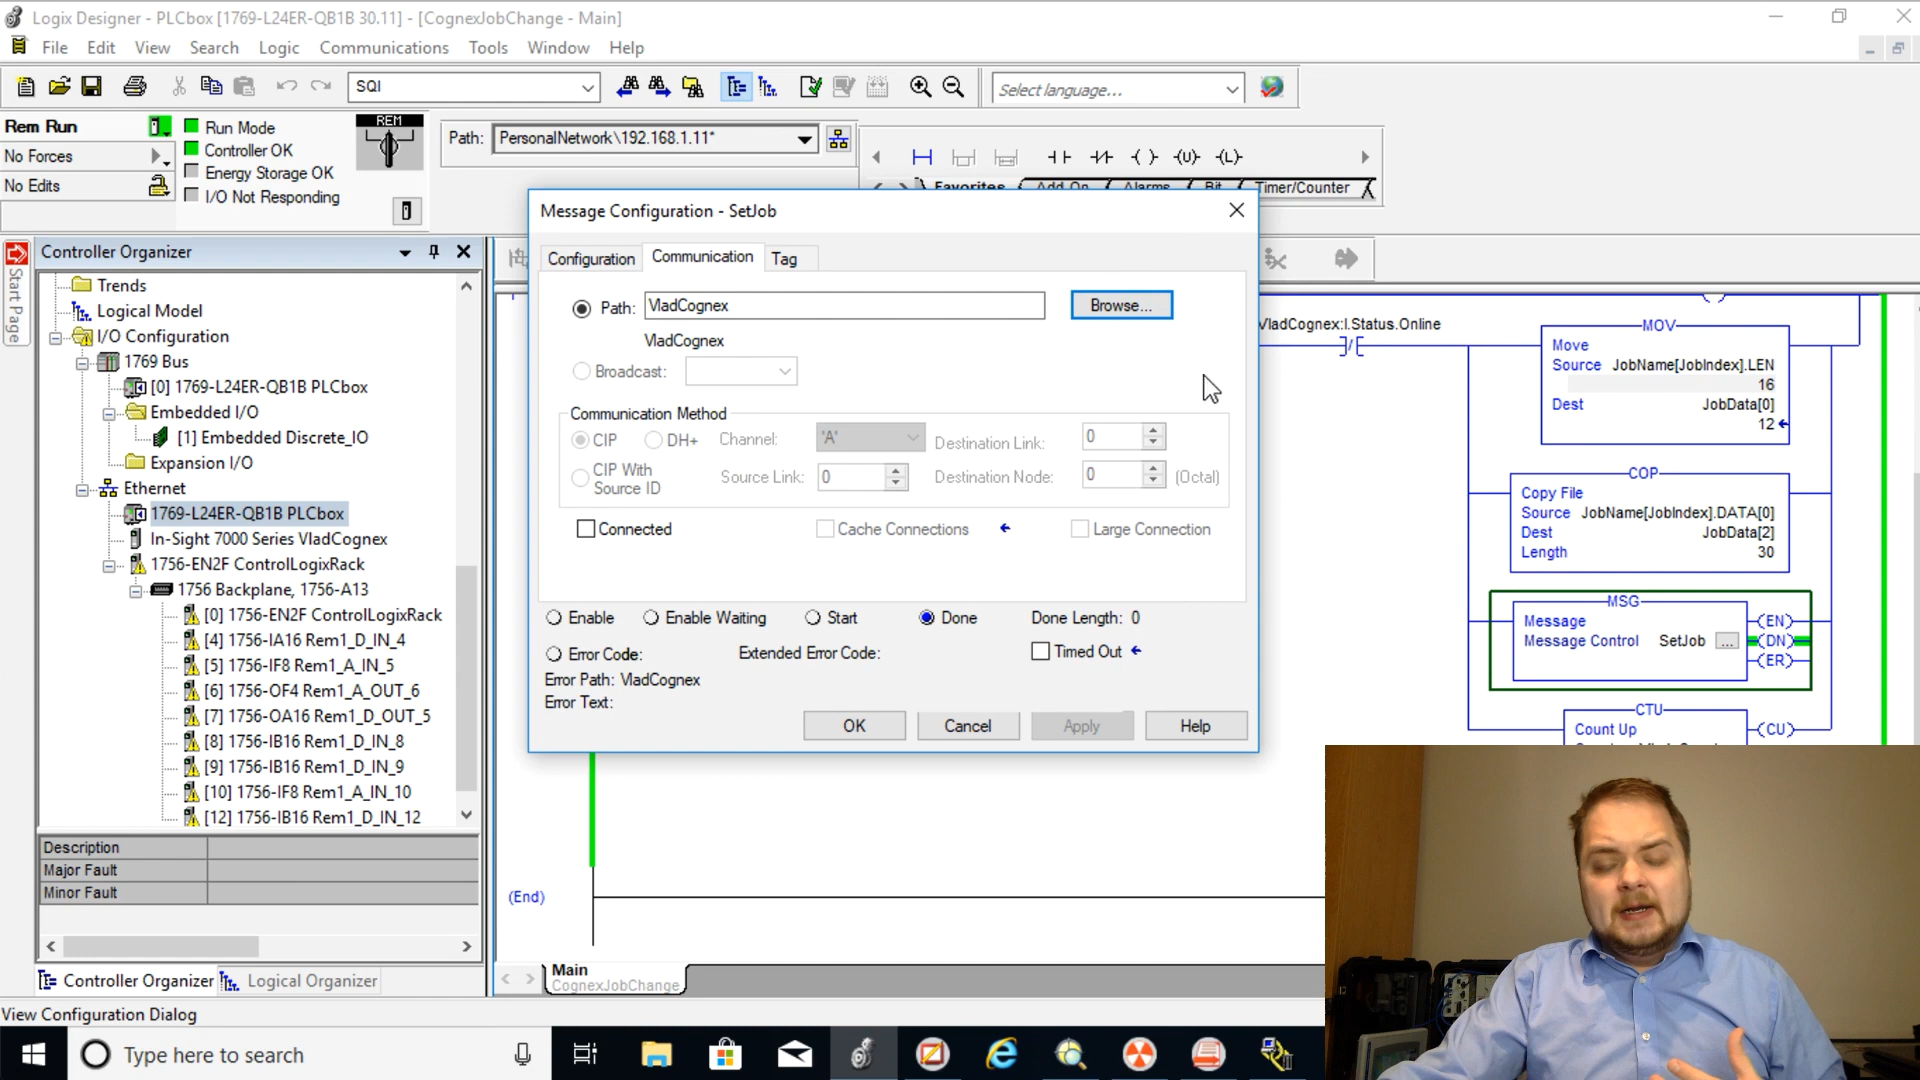 Logix Designer - PLCbox [1769-L24ER-QB1B 30.11] - [CognexJobChange - Main]
File Edit View Search Logic Communications Tools Window Help
SQI
Select language...
Rem Run
No Forces
No Edits
Run Mode
Controller OK
Energy Storage OK
I/O Not Responding
REM
Path: PersonalNetwork\192.168.1.11*
Favorites Add-On Alarms Bit Timer/Counter
Start Page
Controller Organizer
Trends
Logical Model
I/O Configuration
1769 Bus
[0] 1769-L24ER-QB1B PLCbox
Embedded I/O
[1] Embedded Discrete_IO
Expansion I/O
Ethernet
1769-L24ER-QB1B PLCbox
In-Sight 7000 Series VladCognex
1756-EN2F ControlLogixRack
1756 Backplane, 1756-A13
[0] 1756-EN2F ControlLogixRack
[4] 1756-IA16 Rem1_D_IN_4
[5] 1756-IF8 Rem1_A_IN_5
[6] 1756-OF4 Rem1_A_OUT_6
[7] 1756-OA16 Rem1_D_OUT_5
[8] 1756-IB16 Rem1_D_IN_8
[9] 1756-IB16 Rem1_D_IN_9
[10] 1756-IF8 Rem1_A_IN_10
[12] 1756-IB16 Rem1_D_IN_12
Description
Major Fault
Minor Fault
Controller Organizer Logical Organizer
Message Configuration - SetJob
Configuration Communication Tag
Path: VladCognex Browse...
VladCognex
Broadcast:
Communication Method
CIP DH+ Channel: 'A' Destination Link: 0
CIP With Source ID Source Link: 0 Destination Node: 0 (Octal)
Connected Cache Connections Large Connection
Enable Enable Waiting Start Done Done Length: 0
Error Code: Extended Error Code: Timed Out
Error Path: VladCognex
Error Text:
OK Cancel Apply Help
VladCognex:I.Status.Online
MOV
Move
Source JobName[JobIndex].LEN
16
Dest JobData[0]
12
COP
Copy File
Source JobName[JobIndex].DATA[0]
Dest JobData[2]
Length 30
MSG
Message (EN)
Message Control SetJob ... (DN)
(ER)
CTU
Count Up (CU)
(End)
Main
CognexJobChange
View Configuration Dialog
Type here to search